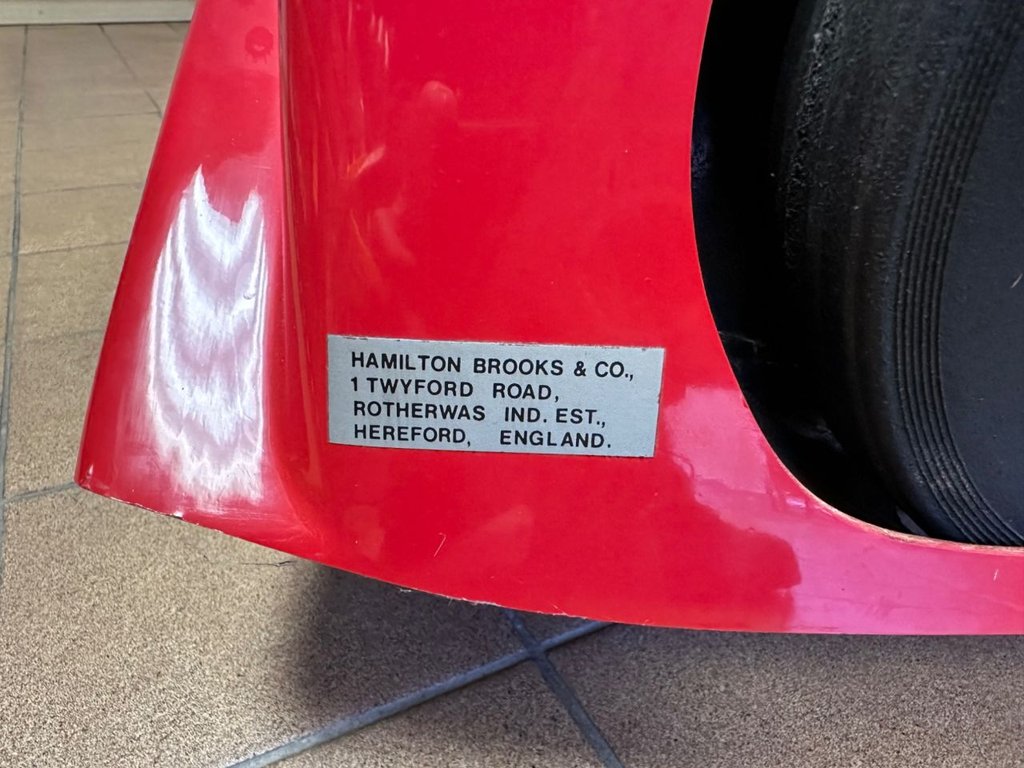 HAMILTON BROOKS & CO.,
1 TWYFORD ROAD,
ROTHERWAS IND. EST.,
HEREFORD, ENGLAND.